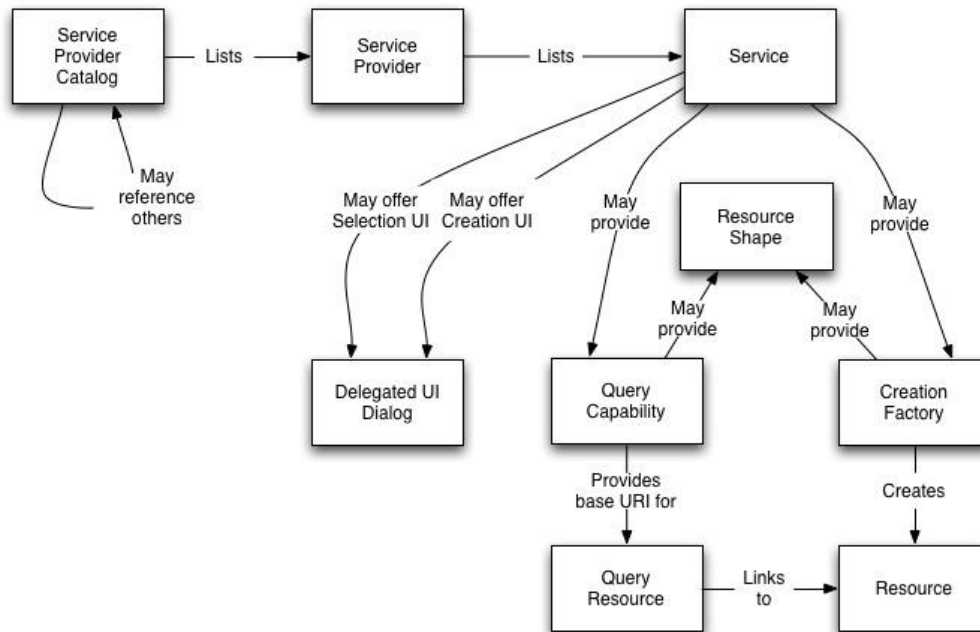 Service
Provider
Catalog
Lists
Service
Provider
Lists
Service
May
reference
others
May offer
Selection UI
May offer
Creation UI
May
provide
Resource
Shape
May
provide
May
provide
May
provide
Delegated UI
Dialog
Query
Capability
Creation
Factory
Provides
base URI for
Creates
Query
Resource
Links
to
Resource